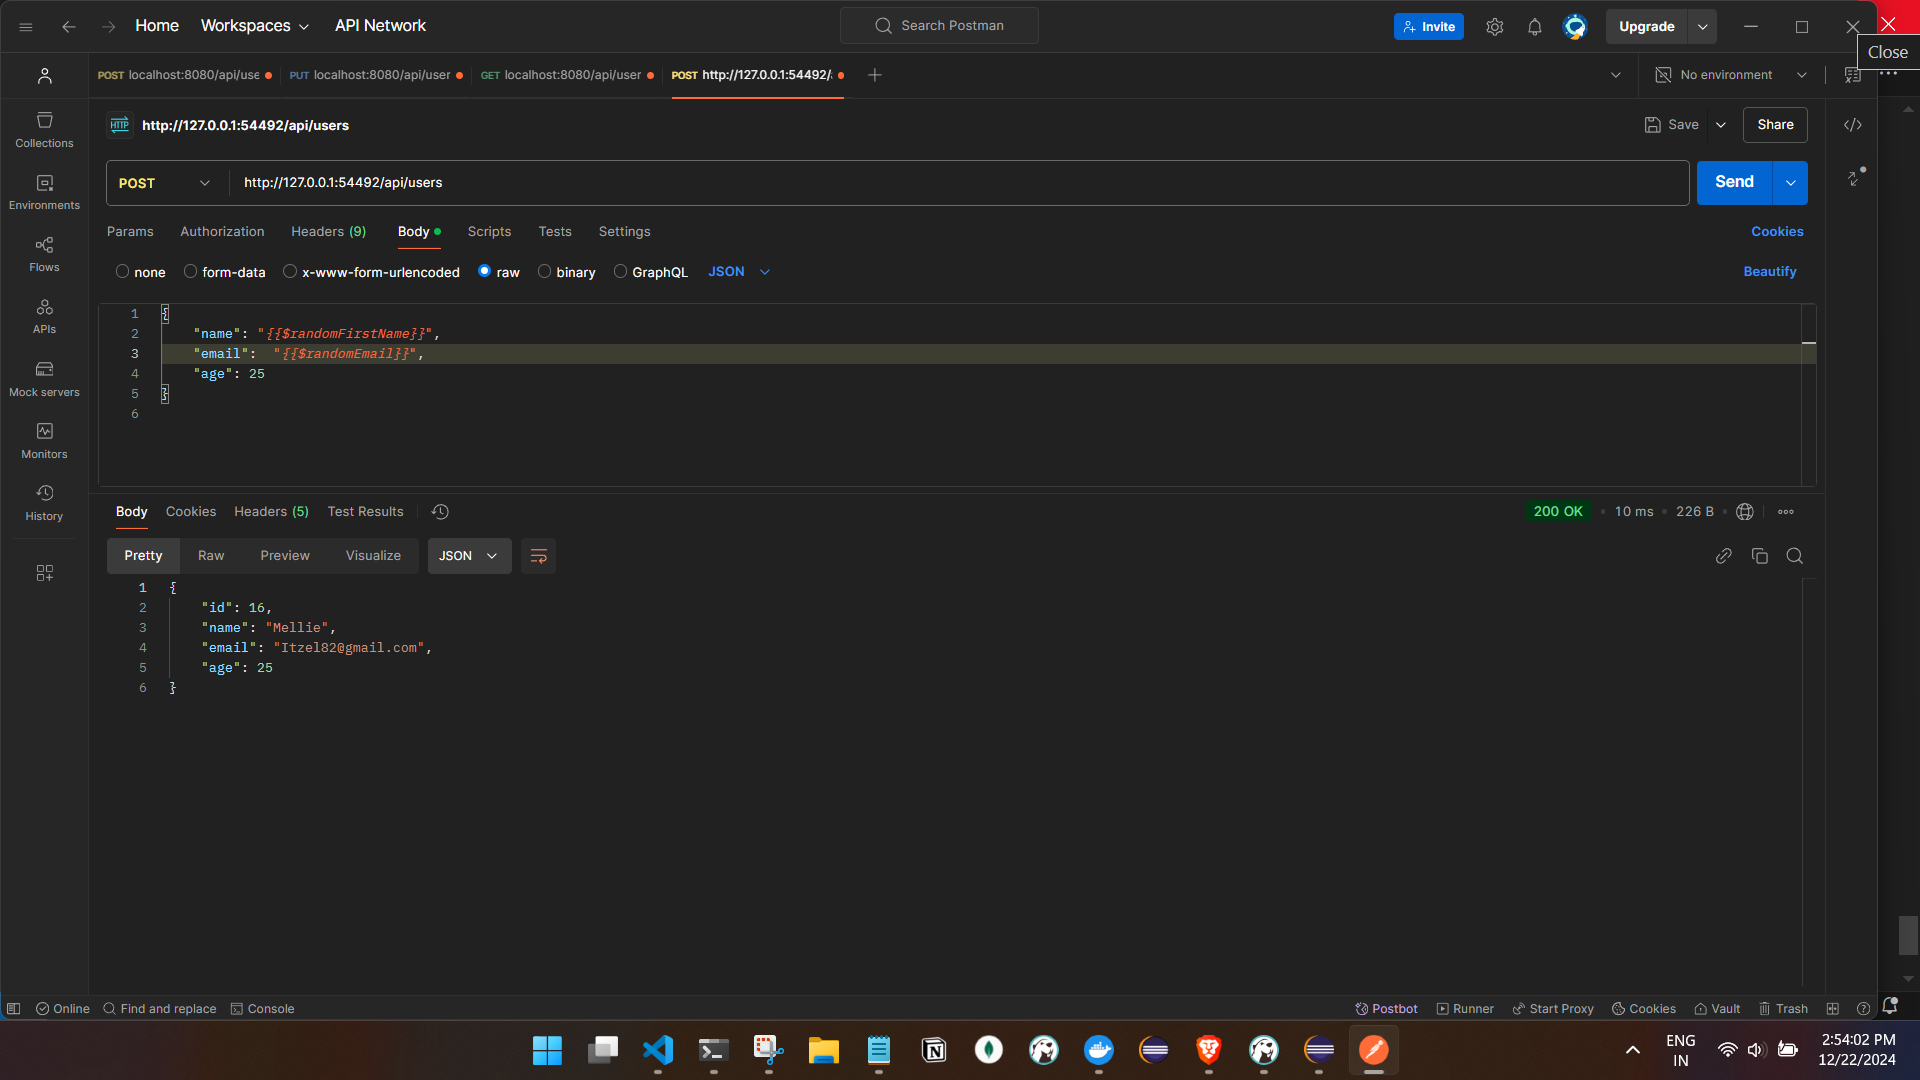 Home Workspaces API Network Search Postman Invite Upgrade
Close
POST localhost:8080/api/use PUT localhost:8080/api/user GET localhost:8080/api/user POST http://127.0.0.1:54492/ No environment
HTTP http://127.0.0.1:54492/api/users Save Share
POST http://127.0.0.1:54492/api/users Send
Params Authorization Headers (9) Body Scripts Tests Settings Cookies
none form-data x-www-form-urlencoded raw binary GraphQL JSON Beautify
1 {
2 "name": "{{$randomFirstName}}",
3 "email":  "{{$randomEmail}}",
4 "age": 25
5 }
6
Collections
Environments
Flows
APIs
Mock servers
Monitors
History
Body Cookies Headers (5) Test Results 200 OK 10 ms 226 B
Pretty Raw Preview Visualize JSON
1 {
2 "id": 16,
3 "name": "Mellie",
4 "email": "Itzel82@gmail.com",
5 "age": 25
6 }
Online Find and replace Console Postbot Runner Start Proxy Cookies Vault Trash
ENG 2:54:02 PM
IN 12/22/2024